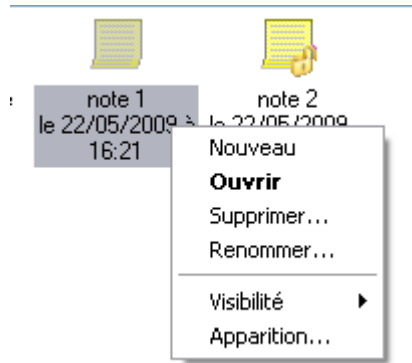 note 1
le 22/05/2009 à
16:21
note 2
le 22/05/2009
Nouveau
Ouvrir
Supprimer...
Renommer...
Visibilité
Apparition...